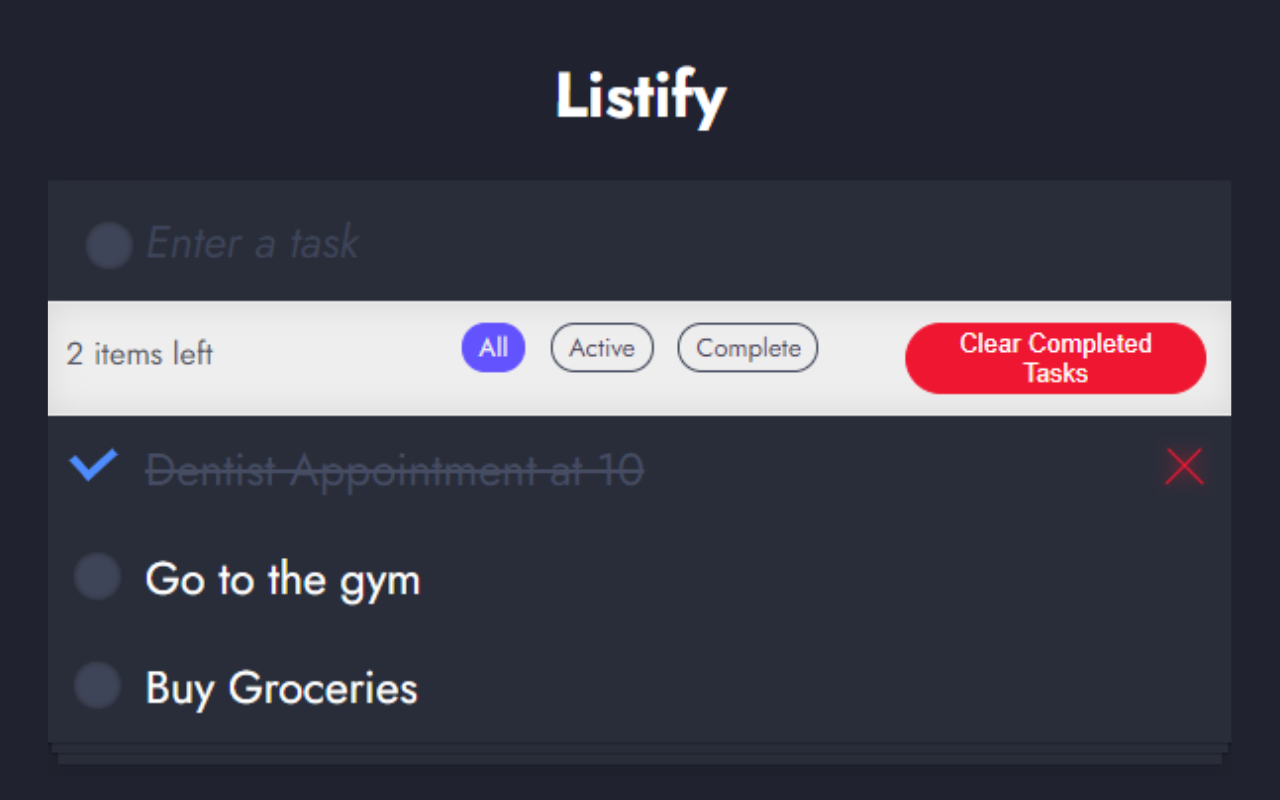 Listify
Enter a task
2 items left
All
Active
Complete
Clear Completed
Tasks
Dentist Appointment at 10
Go to the gym
Buy Groceries